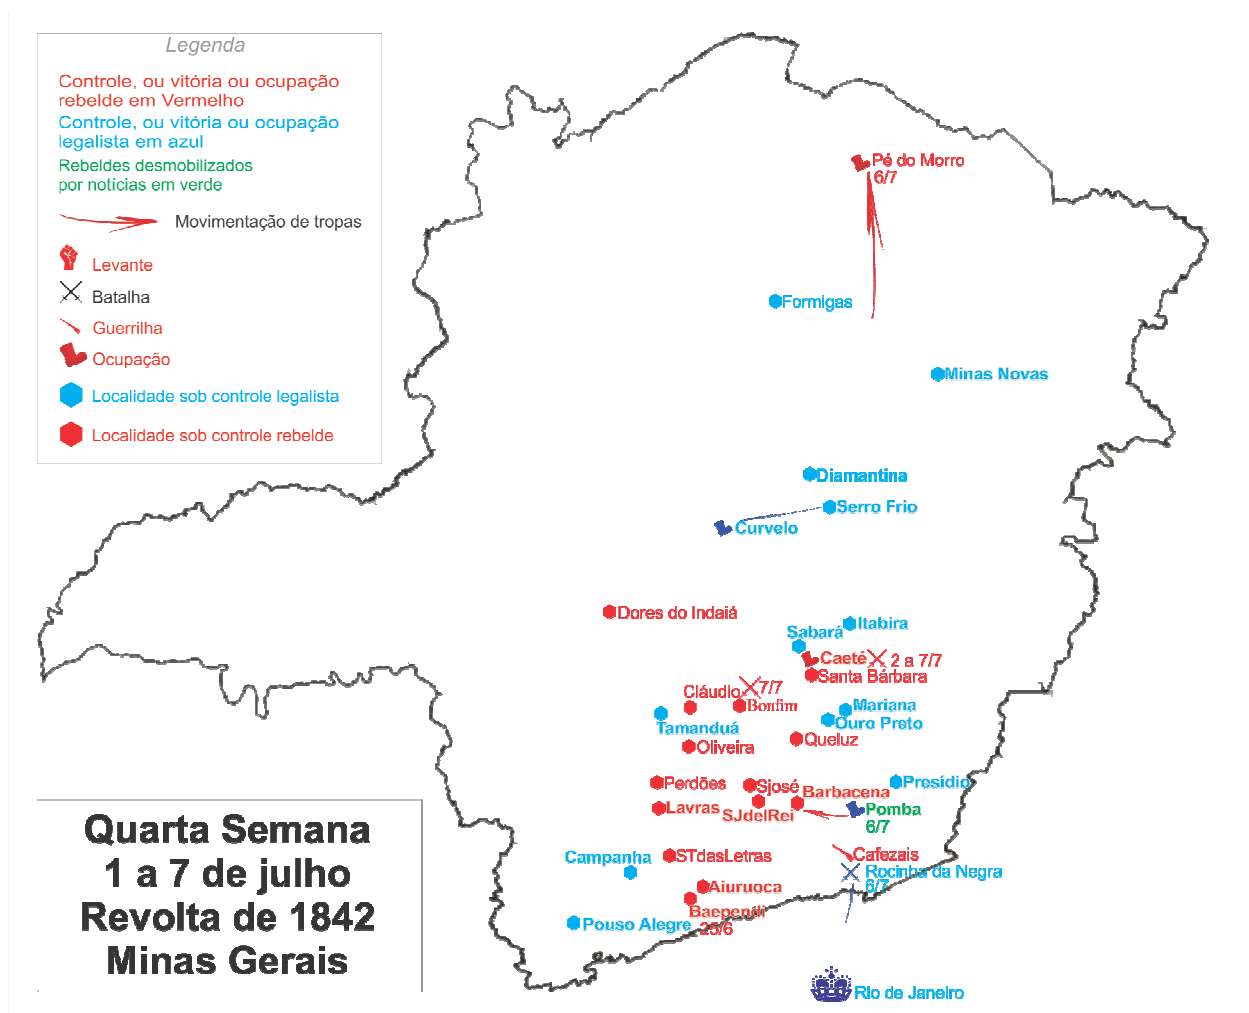 Legenda
Controle, ou vitória ou ocupação
rebelde em Vermelho
Controle, ou vitória ou ocupação
legalista em azul
Rebeldes desmobilizados
por notícias em verde
Movimentação de tropas
Levante
Batalha
Guerrilha
Ocupação
Localidade sob controle legalista
Localidade sob controle rebelde
Pé do Morro
6/7
Formigas
Minas Novas
Diamantina
Serro Frio
Curvelo
Dores do Indaiá
Itabira
Sabará
Caeté 2 a 7/7
Santa Bárbara
Cláudio 7/7
Bonfim
Mariana
Ouro Preto
Tamanduá
Queluz
Oliveira
Perdões
Sjosé
Presídio
Barbacena
Lavras
SJdelRei
Pomba
6/7
Cafezais
STdasLetras
Campanha
Rocinha da Negra
6/7
Aiuruoca
Baependi
25/6
Pouso Alegre
Rio de Janeiro
Quarta Semana
1 a 7 de julho
Revolta de 1842
Minas Gerais